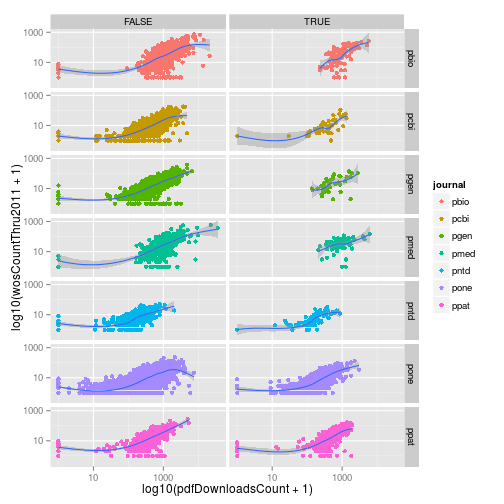 FALSE TRUE
1000
10
pbio
1000
10
pcbi
1000
10
pgen
1000
10
pmed
1000
10
pntd
1000
10
pone
1000
10
ppat
10 1000 10 1000
log10(pdfDownloadsCount + 1)
log10(wosCountThru2011 + 1)
journal
pbio
pcbi
pgen
pmed
pntd
pone
ppat